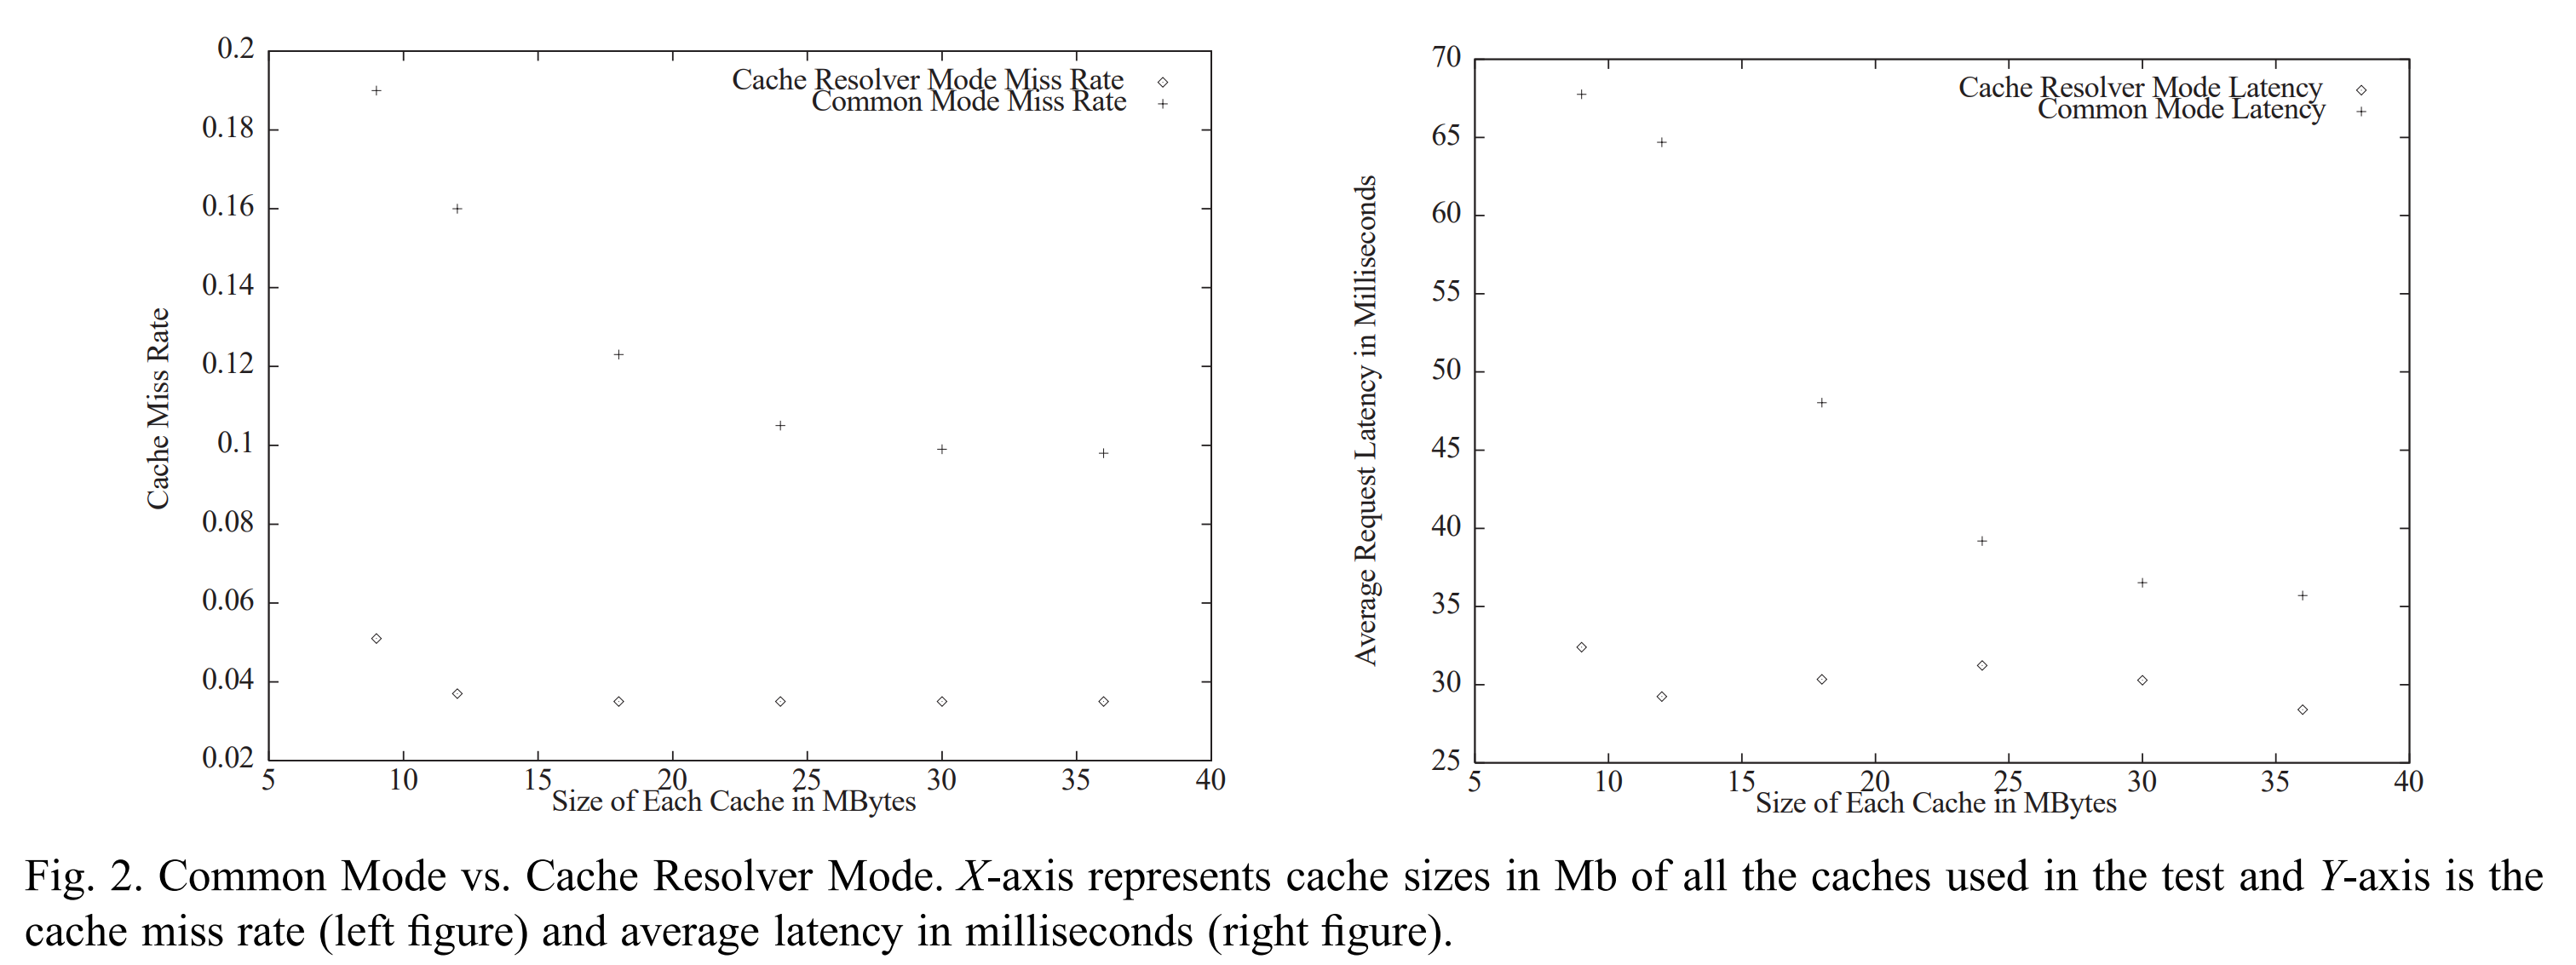 0.2
0.18
0.16
0.14
0.12
0.1
0.08
0.06
0.04
0.02
Cache Miss Rate
Cache Resolver Mode Miss Rate
Common Mode Miss Rate
5 10 15 20 25 30 35 40
Size of Each Cache in MBytes
70
65
60
55
50
45
40
35
30
25
Average Request Latency in Milliseconds
Cache Resolver Mode Latency
Common Mode Latency
5 10 15 20 25 30 35 40
Size of Each Cache in MBytes
Fig. 2. Common Mode vs. Cache Resolver Mode. X-axis represents cache sizes in Mb of all the caches used in the test and Y-axis is the
cache miss rate (left figure) and average latency in milliseconds (right figure).